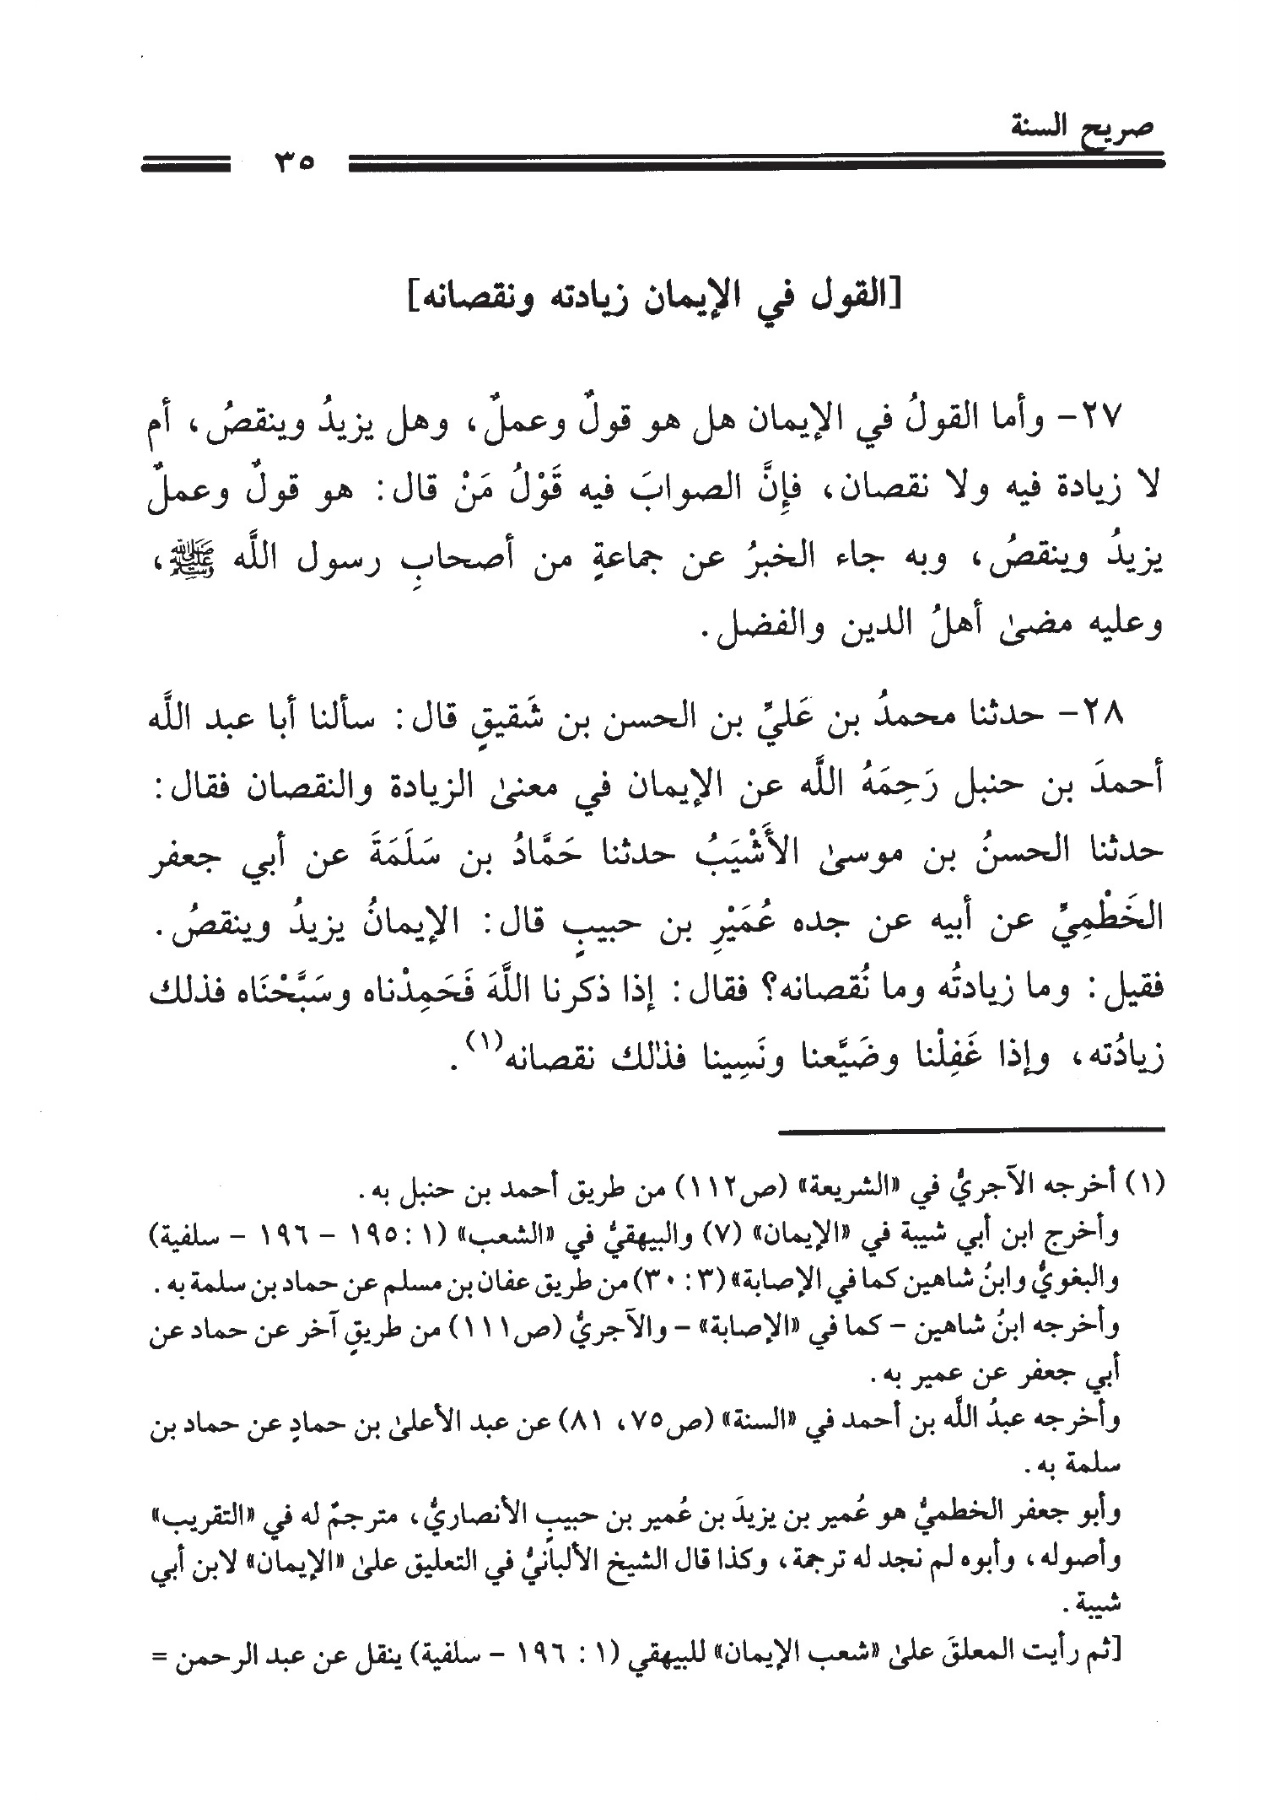 صريح السنة
٣٥
[القول في الإيمان زيادته ونقصانه]
٢٧- وأما القولُ في الإيمان هل هو قولٌ وعملٌ، وهل يزيدُ وينقصُ، أم
لا زيادة فيه ولا نقصان، فإِنَّ الصوابَ فيه قَوْلُ مَنْ قال: هو قولٌ وعملٌ
يزيدُ وينقصُ، وبه جاء الخبرُ عن جماعةٍ من أصحابِ رسول اللَّه ﷺ،
وعليه مضىٰ أهلُ الدين والفضل.
٢٨- حدثنا محمدُ بن عَليِّ بن الحسن بن شَقيقٍ قال: سألنا أبا عبد اللَّه
أحمدَ بن حنبل رَحِمَهُ اللَّه عن الإيمان في معنىٰ الزيادة والنقصان فقال:
حدثنا الحسنُ بن موسىٰ الأَشْيَبُ حدثنا حَمَّادُ بن سَلَمَةَ عن أبي جعفر
الخَطْمِيِّ عن أبيه عن جده عُمَيْرِ بن حبيبٍ قال: الإيمانُ يزيدُ وينقصُ.
فقيل: وما زيادتُه وما نُقصانه؟ فقال: إذا ذكرنا اللَّهَ فَحَمِدْناه وسَبَّحْنَاه فذلك
زيادُته، وإذا غَفِلْنا وضَيَّعنا ونَسِينا فذٰلك نقصانه(١).
(١) أخرجه الآجريُّ في «الشريعة» (ص١١٢) من طريق أحمد بن حنبل به.
وأخرج ابن أبي شيبة في «الإيمان» (٧) والبيهقيُّ في «الشعب» (١: ١٩٥ - ١٩٦ - سلفية)
والبغويُّ وابنُ شاهين كما في الإصابة» (٣: ٣٠) من طريق عفان بن مسلم عن حماد بن سلمة به.
وأخرجه ابنُ شاهين - كما في «الإصابة» - والآجريُّ (ص١١١) من طريقٍ آخر عن حماد عن
أبي جعفر عن عمير به.
وأخرجه عبدُ اللَّه بن أحمد في «السنة» (ص٧٥، ٨١) عن عبد الأعلىٰ بن حمادٍ عن حماد بن
سلمة به.
وأبو جعفر الخطميُّ هو عُمير بن يزيدَ بن عُمير بن حبيبٍ الأنصاريُّ، مترجمٌ له في «التقريب»
وأصوله، وأبوه لم نجد له ترجمة، وكذا قال الشيخ الألبانيُّ في التعليق علىٰ «الإيمان» لابن أبي
شيبة.
[ثم رأيت المعلقَ علىٰ «شعب الإيمان» للبيهقي (١: ١٩٦ - سلفية) ينقل عن عبد الرحمن =